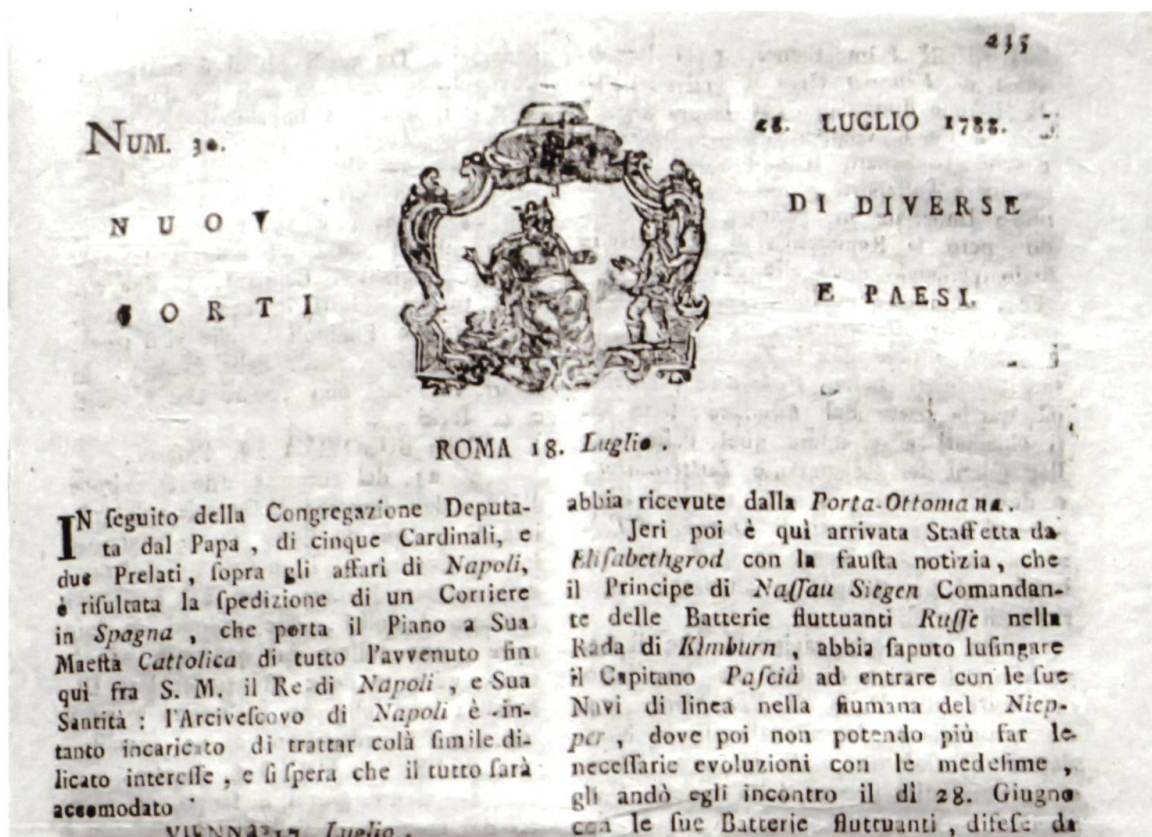 235
NUM. 30.
28. LUGLIO 1788.
NUOV
DI DIVERSE
CORTI
E PAESI.
ROMA 18. Luglio.
IN ſeguito della Congregazione Deputa-
ta dal Papa, di cinque Cardinali, e
due Prelati, ſopra gli affari di Napoli,
è riſultata la ſpedizione di un Corriere
in Spagna, che porta il Piano a Sua
Maeſtà Cattolica di tutto l'avvenuto fin
quì fra S. M. il Re di Napoli, e Sua
Santità: l'Arciveſcovo di Napoli è in-
tanto incaricato di trattar colà ſimile di-
licato intereſſe, e ſi ſpera che il tutto ſarà
accomodato
VIENNA 17 Luglio.
abbia ricevute dalla Porta-Ottomana.
Jeri poi è quì arrivata Staffetta da
Eliſabethgrod con la fauſta notizia, che
il Principe di Naſſau Siegen Comandan-
te delle Batterie fluttuanti Ruſſe nella
Rada di Kimburn, abbia ſaputo luſingare
il Capitano Paſcià ad entrare con le ſue
Navi di linea nella fiumana del Niep-
per, dove poi non potendo più far le
neceſſarie evoluzioni con le medeſime,
gli andò egli incontro il dì 28. Giugno
con le ſue Batterie fluttuanti, difeſe da